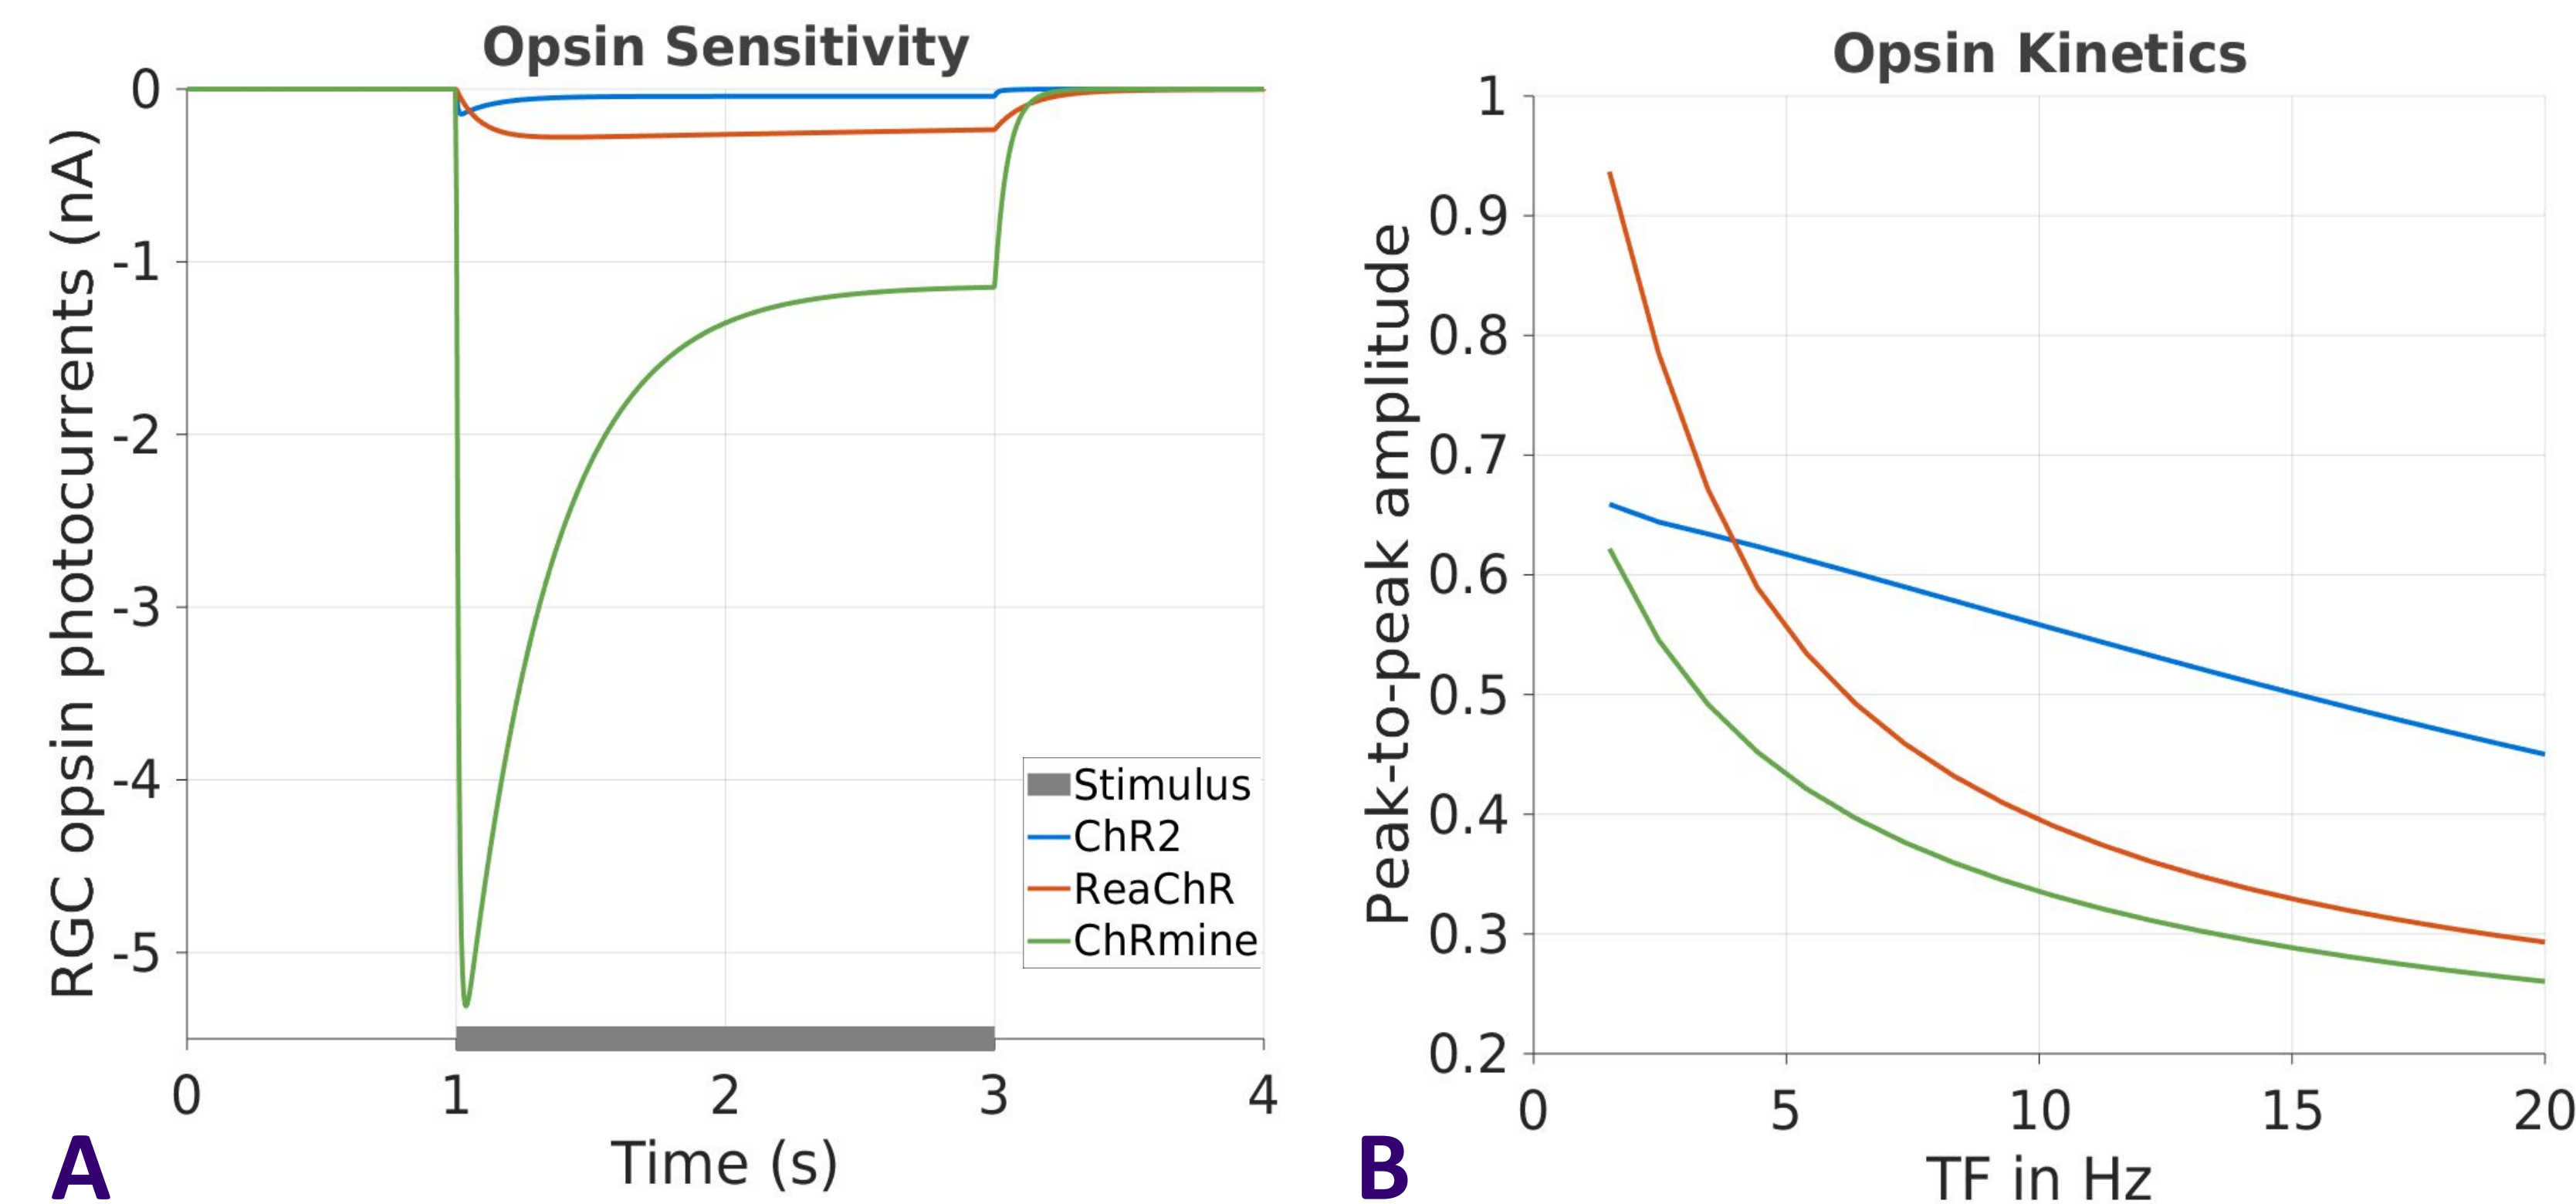 Opsin Sensitivity
RGC opsin photocurrents (nA)
0
-1
-2
-3
-4
-5
Stimulus
ChR2
ReaChR
ChRmine
0 1 2 3 4
Time (s)
A
Opsin Kinetics
Peak-to-peak amplitude
1
0.9
0.8
0.7
0.6
0.5
0.4
0.3
0.2
0 5 10 15 20
TF in Hz
B